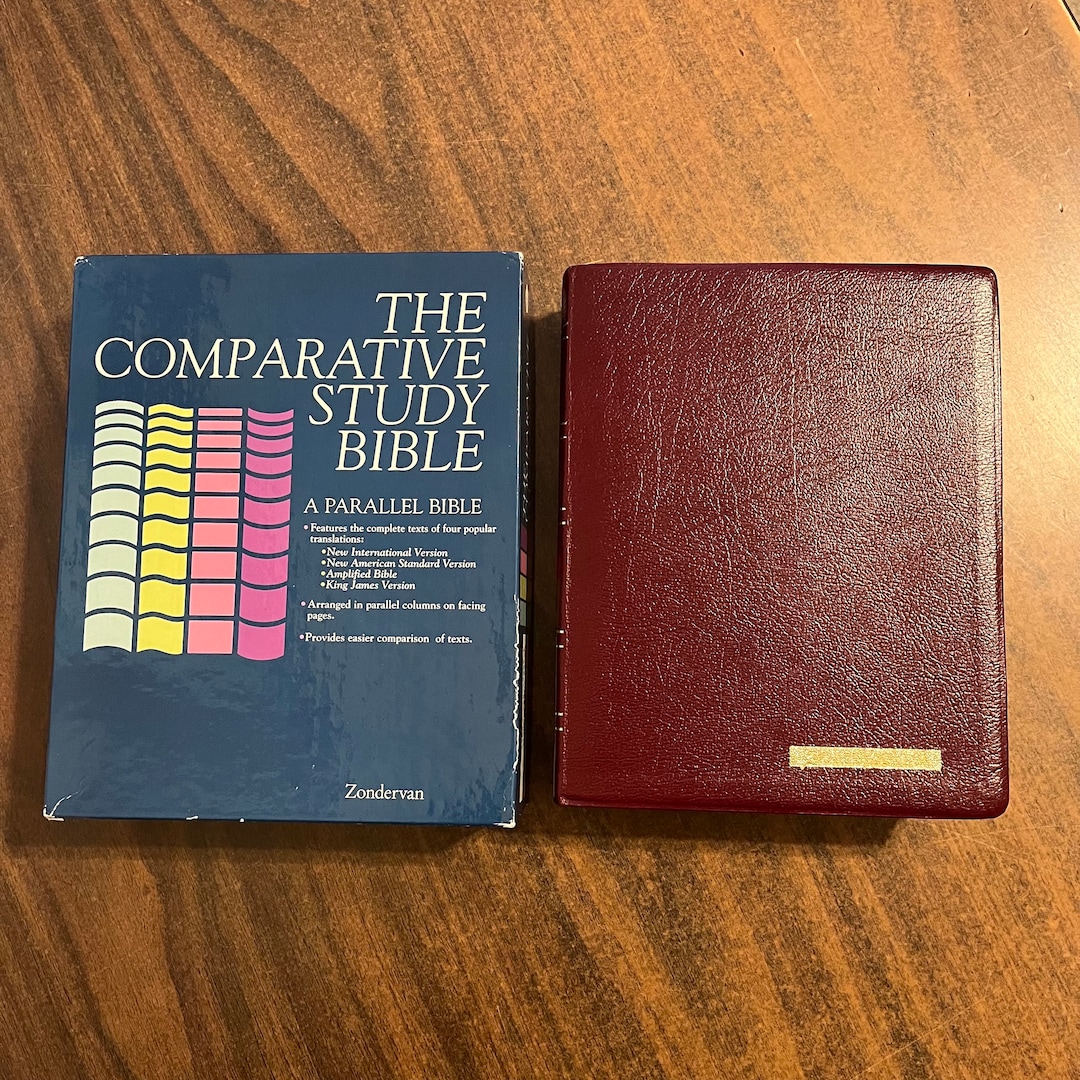 THE
COMPARATIVE
STUDY
BIBLE
A PARALLEL BIBLE
• Features the complete texts of four popular
translations:
•New International Version
•New American Standard Version
•Amplified Bible
•King James Version
• Arranged in parallel columns on facing
pages.
•Provides easier comparison of texts.
Zondervan